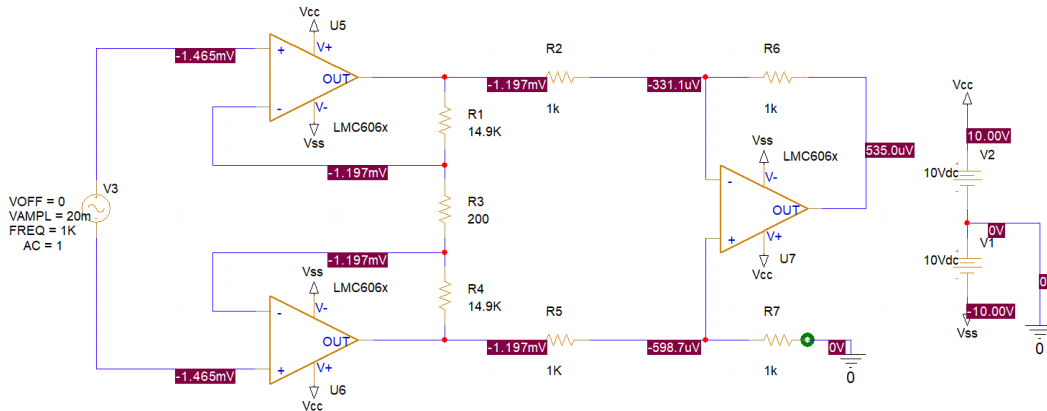 Vcc
U5
V+
+
-1.465mV
OUT
-
V-
LMC606x
Vss
R2
-1.197mV
1k
-331.1uV
R6
1k
R1
14.9K
-1.197mV
V3
VOFF = 0
VAMPL = 20m
FREQ = 1K
AC = 1
R3
200
-1.197mV
Vss
LMC606x
V-
-
OUT
+
V+
U6
Vcc
-1.465mV
R4
14.9K
R5
-1.197mV
1K
-598.7uV
R7
1k
0V
0
Vss
LMC606x
V-
-
OUT
+
V+
U7
Vcc
535.0uV
Vcc
10.00V
V2
+
10Vdc
-
0V
V1
+
10Vdc
-
-10.00V
Vss
0
0